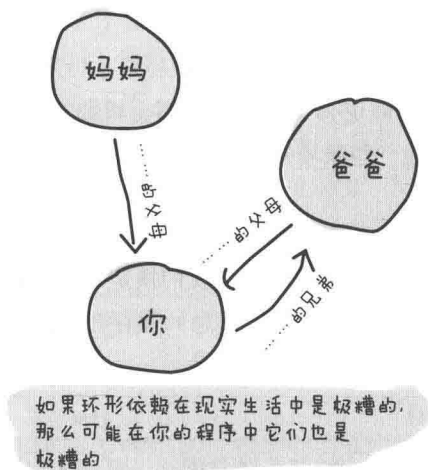 妈妈
爸爸
……的父母
……的父母
你
……的兄弟
如果环形依赖在现实生活中是极糟的,
那么可能在你的程序中它们也是
极糟的